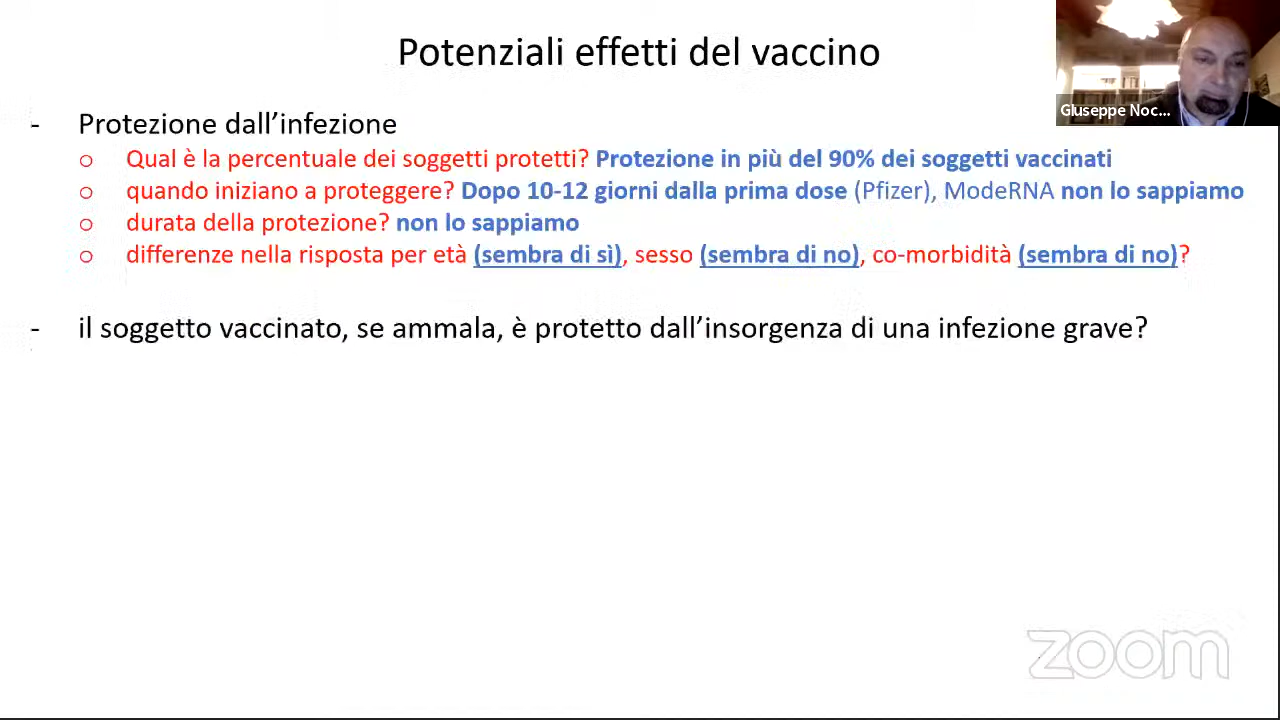 Potenziali effetti del vaccino
Giuseppe Noc...
- Protezione dall’infezione
o Qual è la percentuale dei soggetti protetti? Protezione in più del 90% dei soggetti vaccinati
o quando iniziano a proteggere? Dopo 10-12 giorni dalla prima dose (Pfizer), ModeRNA non lo sappiamo
o durata della protezione? non lo sappiamo
o differenze nella risposta per età (sembra di sì), sesso (sembra di no), co-morbidità (sembra di no)?
- il soggetto vaccinato, se ammala, è protetto dall’insorgenza di una infezione grave?
zoom